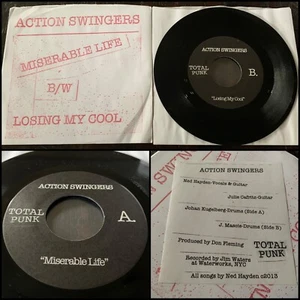 ACTION SWINGERS
MISERABLE LIFE
B/W
LOSING MY COOL
ACTION SWINGERS
TOTAL
PUNK
B.
"Losing My Cool"
ACTION SWINGERS
TOTAL
PUNK
A.
"Miserable Life"
ACTION SWINGERS
Ned Hayden-Vocals & Guitar
Julie Cafritz-Guitar
Johan Kugelberg-Drums (Side A)
J. Mascis-Drums (Side B)
Produced by Don Fleming
TOTAL
PUNK
Recorded by Jim Waters
at Waterworks, NYC
All songs by Ned Hayden c2013